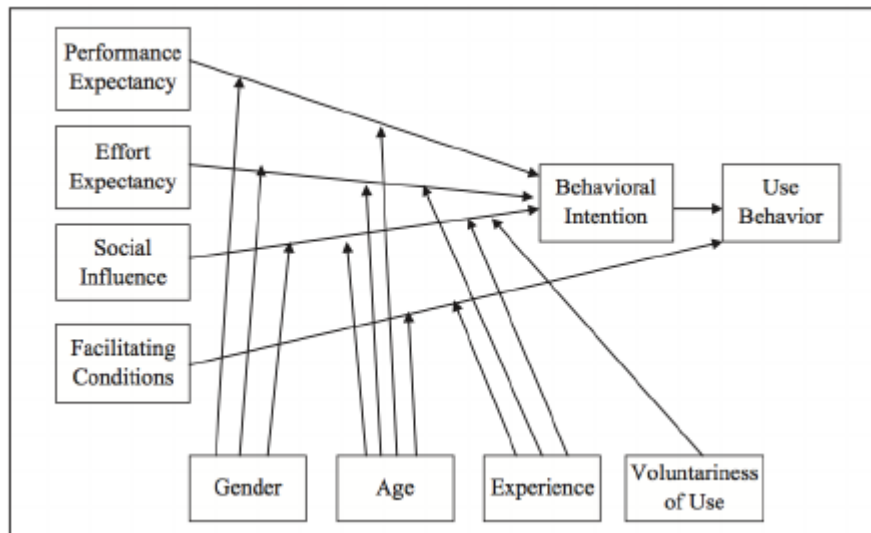 Performance
Expectancy
Effort
Expectancy
Social
Influence
Facilitating
Conditions
Behavioral
Intention
Use
Behavior
Gender
Age
Experience
Voluntariness
of Use